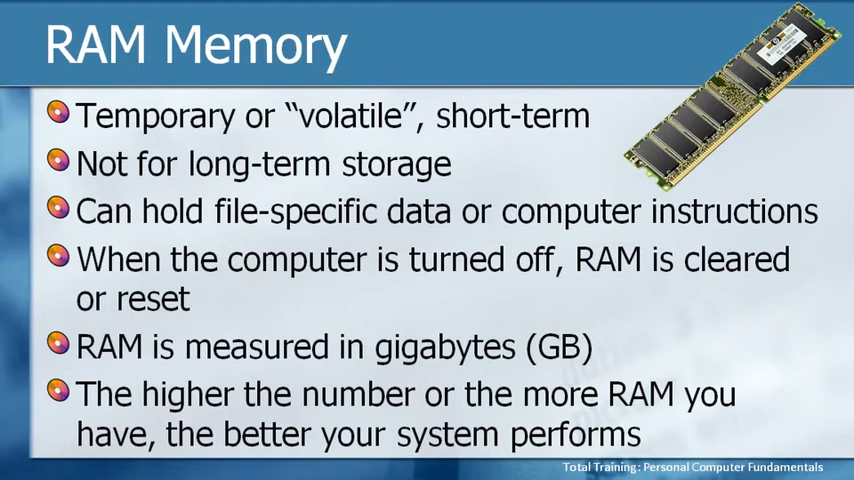 RAM Memory
Temporary or “volatile”, short-term
Not for long-term storage
Can hold file-specific data or computer instructions
When the computer is turned off, RAM is cleared
or reset
RAM is measured in gigabytes (GB)
The higher the number or the more RAM you
have, the better your system performs
Total Training: Personal Computer Fundamentals